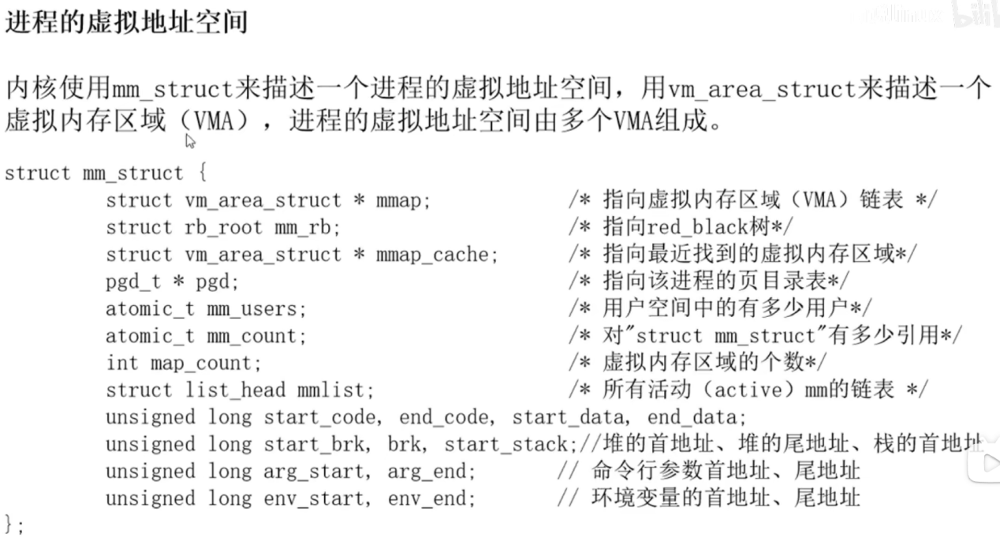 进程的虚拟地址空间
内核使用mm_struct来描述一个进程的虚拟地址空间，用vm_area_struct来描述一个
虚拟内存区域（VMA），进程的虚拟地址空间由多个VMA组成。
struct mm_struct {
struct vm_area_struct * mmap; /* 指向虚拟内存区域（VMA）链表 */
struct rb_root mm_rb; /* 指向red_black树*/
struct vm_area_struct * mmap_cache; /* 指向最近找到的虚拟内存区域*/
pgd_t * pgd; /* 指向该进程的页目录表*/
atomic_t mm_users; /* 用户空间中的有多少用户*/
atomic_t mm_count; /* 对"struct mm_struct"有多少引用*/
int map_count; /* 虚拟内存区域的个数*/
struct list_head mmlist; /* 所有活动（active）mm的链表 */
unsigned long start_code, end_code, start_data, end_data;
unsigned long start_brk, brk, start_stack;//堆的首地址、堆的尾地址、栈的首地址
unsigned long arg_start, arg_end; // 命令行参数首地址、尾地址
unsigned long env_start, env_end; // 环境变量的首地址、尾地址
};